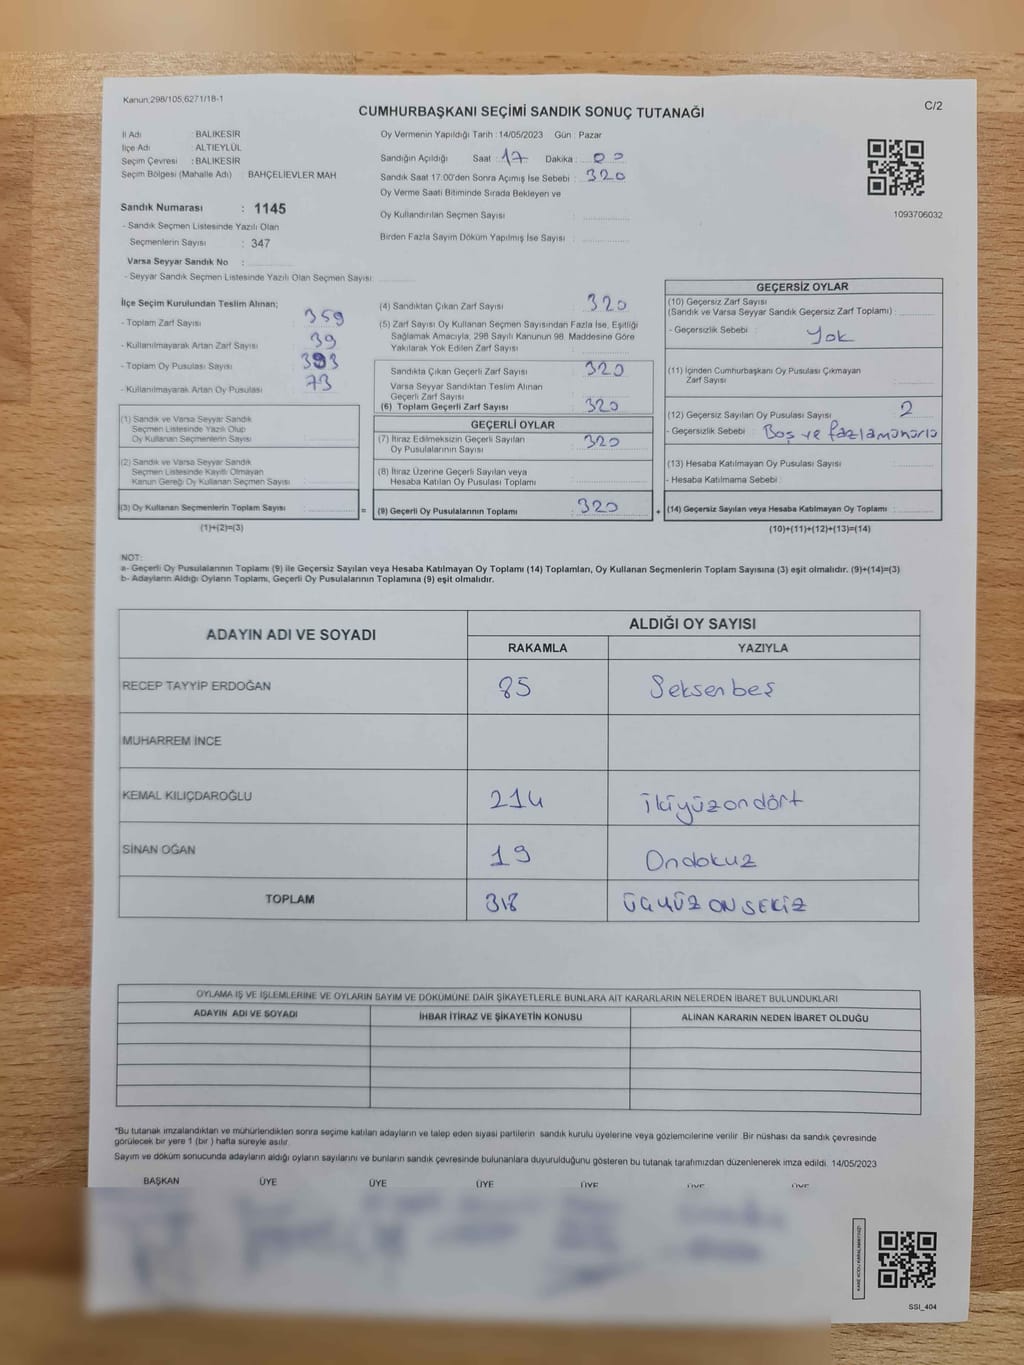 Kanun:298/105,6271/18-1
C/2
CUMHURBAŞKANI SEÇİMİ SANDIK SONUÇ TUTANAĞI
İl Adı : BALIKESİR
İlçe Adı : ALTIEYLÜL
Seçim Çevresi : BALIKESİR
Seçim Bölgesi (Mahalle Adı) : BAHÇELİEVLER MAH
Oy Vermenin Yapıldığı Tarih : 14/05/2023 Gün : Pazar
Sandığın Açıldığı Saat : 17 Dakika : 00
Sandık Saat 17.00'den Sonra Açımış İse Sebebi : 320
Oy Verme Saati Bitiminde Sırada Bekleyen ve
Oy Kullandırılan Seçmen Sayısı :
Birden Fazla Sayım Döküm Yapılmış İse Sayısı :
1093706032
Sandık Numarası : 1145
- Sandık Seçmen Listesinde Yazılı Olan
Seçmenlerin Sayısı : 347
Varsa Seyyar Sandık No :
- Seyyar Sandık Seçmen Listesinde Yazılı Olan Seçmen Sayısı:
İlçe Seçim Kurulundan Teslim Alınan;
- Toplam Zarf Sayısı : 359
- Kullanılmayarak Artan Zarf Sayısı : 39
- Toplam Oy Pusulası Sayısı : 393
- Kullanılmayarak Artan Oy Pusulası : 73
(1) Sandık ve Varsa Seyyar Sandık
Seçmen Listesinde Yazılı Olup
Oy Kullanan Seçmenlerin Sayısı :
(2) Sandık ve Varsa Seyyar Sandık
Seçmen Listesinde Kayıtlı Olmayan
Kanun Gereği Oy Kullanan Seçmen Sayısı :
(3) Oy Kullanan Seçmenlerin Toplam Sayısı : =
(1)+(2)=(3)
(4) Sandıktan Çıkan Zarf Sayısı : 320
(5) Zarf Sayısı Oy Kullanan Seçmen Sayısından Fazla İse, Eşitliği
Sağlamak Amacıyla, 298 Sayılı Kanunun 98. Maddesine Göre
Yakılarak Yok Edilen Zarf Sayısı :
Sandıkta Çıkan Geçerli Zarf Sayısı : 320
Varsa Seyyar Sandıktan Teslim Alınan
Geçerli Zarf Sayısı :
(6) Toplam Geçerli Zarf Sayısı : 320
GEÇERLİ OYLAR
(7) İtiraz Edilmeksizin Geçerli Sayılan
Oy Pusulalarının Sayısı : 320
(8) İtiraz Üzerine Geçerli Sayılan veya
Hesaba Katılan Oy Pusulası Toplamı :
(9) Geçerli Oy Pusulalarının Toplamı : 320 +
GEÇERSİZ OYLAR
(10) Geçersiz Zarf Sayısı
(Sandık ve Varsa Seyyar Sandık Geçersiz Zarf Toplamı) :
- Geçersizlik Sebebi : Yok
(11) İçinden Cumhurbaşkanı Oy Pusulası Çıkmayan
Zarf Sayısı :
(12) Geçersiz Sayılan Oy Pusulası Sayısı : 2
- Geçersizlik Sebebi : Boş ve fazla
(13) Hesaba Katılmayan Oy Pusulası Sayısı :
- Hesaba Katılmama Sebebi :
(14) Geçersiz Sayılan veya Hesaba Katılmayan Oy Toplamı :
(10)+(11)+(12)+(13)=(14)
NOT:
a- Geçerli Oy Pusulalarının Toplamı (9) ile Geçersiz Sayılan veya Hesaba Katılmayan Oy Toplamı (14) Toplamları, Oy Kullanan Seçmenlerin Toplam Sayısına (3) eşit olmalıdır. (9)+(14)=(3)
b- Adayların Aldığı Oyların Toplamı, Geçerli Oy Pusulalarının Toplamına (9) eşit olmalıdır.
ADAYIN ADI VE SOYADI
ALDIĞI OY SAYISI
RAKAMLA YAZIYLA
RECEP TAYYİP ERDOĞAN 85 Seksenbeş
MUHARREM İNCE
KEMAL KILIÇDAROĞLU 214 ikiyüzondört
SİNAN OĞAN 19 Ondokuz
TOPLAM 318 ÜÇYÜZ ONSEKİZ
OYLAMA İŞ VE İŞLEMLERİNE VE OYLARIN SAYIM VE DÖKÜMÜNE DAİR ŞİKAYETLERLE BUNLARA AİT KARARLARIN NELERDEN İBARET BULUNDUKLARI
ADAYIN ADI VE SOYADI İHBAR İTİRAZ VE ŞİKAYETİN KONUSU ALINAN KARARIN NEDEN İBARET OLDUĞU
*Bu tutanak imzalandıktan ve mühürlendikten sonra seçime katılan adayların ve talep eden siyasi partilerin sandık kurulu üyelerine veya gözlemcilerine verilir. Bir nüshası da sandık çevresinde
görülecek bir yere 1 (bir ) hafta süreyle asılır.
Sayım ve döküm sonucunda adayların aldığı oyların sayılarını ve bunların sandık çevresinde bulunanlara duyurulduğunu gösteren bu tutanak tarafımızdan düzenlenerek imza edildi. 14/05/2023
BAŞKAN ÜYE ÜYE ÜYE ÜYE ÜYE ÜYE
SSI_404